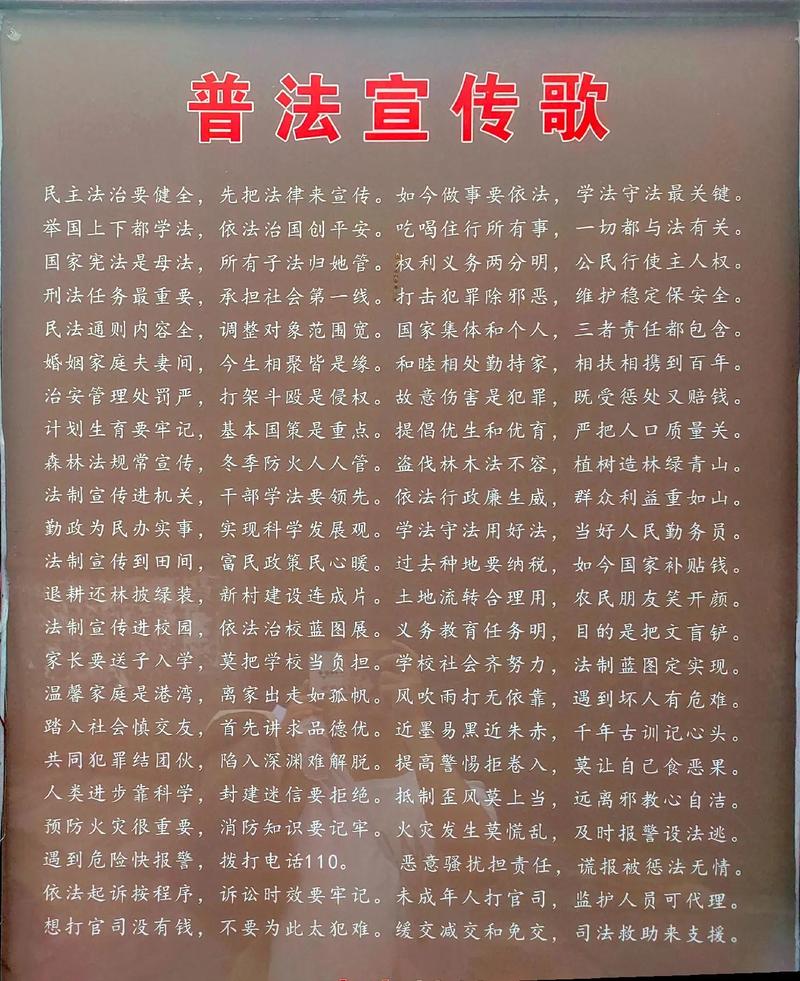 普法宣传歌
民主法治要健全，先把法律来宣传。如今做事要依法，学法守法最关键。
举国上下都学法，依法治国创平安。吃喝住行所有事，一切都与法有关。
国家宪法是母法，所有子法归她管。权利义务两分明，公民行使主人权。
刑法任务最重要，承担社会第一线。打击犯罪除邪恶，维护稳定保安全。
民法通则内容全，调整对象范围宽。国家集体和个人，三者责任都包含。
婚姻家庭夫妻间，今生相聚皆是缘。和睦相处勤持家，相扶相携到百年。
治安管理处罚严，打架斗殴是侵权。故意伤害是犯罪，既受惩处又赔钱。
计划生育要牢记，基本国策是重点。提倡优生和优育，严把人口质量关。
森林法规常宣传，冬季防火人人管。盗伐林木法不容，植树造林绿青山。
法制宣传进机关，干部学法要领先。依法行政廉生威，群众利益重如山。
勤政为民办实事，实现科学发展观。学法守法用好法，当好人民勤务员。
法制宣传到田间，富民政策民心暖。过去种地要纳税，如今国家补贴钱。
退耕还林披绿装，新村建设连成片。土地流转合理用，农民朋友笑开颜。
法制宣传进校园，依法治校蓝图展。义务教育任务明，目的是把文盲铲。
家长要送子入学，莫把学校当负担。学校社会齐努力，法制蓝图定实现。
温馨家庭是港湾，离家出走如孤帆。风吹雨打无依靠，遇到坏人有危难。
踏入社会慎交友，首先讲求品德优。近墨易黑近朱赤，千年古训记心头。
共同犯罪结团伙，陷入深渊难解脱。提高警惕拒卷入，莫让自己食恶果。
人类进步靠科学，封建迷信要拒绝。抵制歪风莫上当，远离邪教心自洁。
预防火灾很重要，消防知识要记牢。火灾发生莫慌乱，及时报警设法逃。
遇到危险快报警，拨打电话110。恶意骚扰担责任，谎报被惩法无情。
依法起诉按程序，诉讼时效要牢记。未成年人打官司，监护人员可代理。
想打官司没有钱，不要为此太犯难。缓交减交和免交，司法救助来支援。